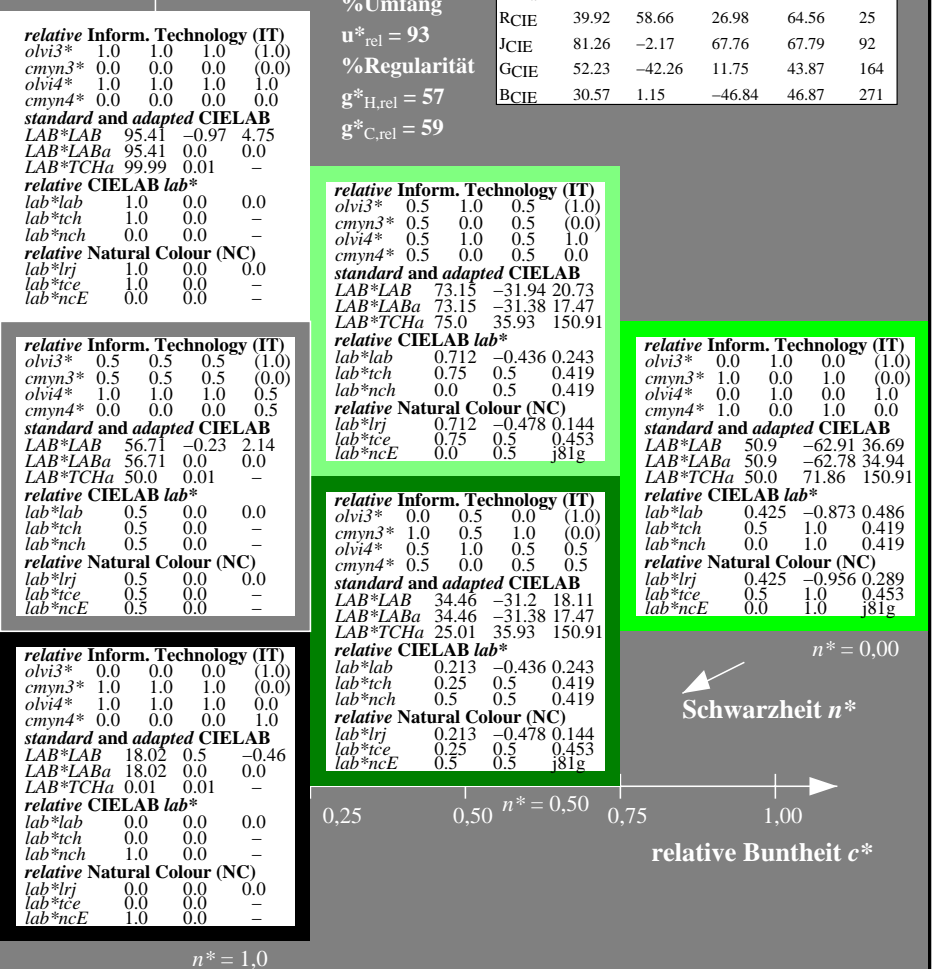 %Umfang
u*rel = 93
%Regularität
g*H,rel = 57
g*C,rel = 59
RCIE 39.92 58.66 26.98 64.56 25
JCIE 81.26 −2.17 67.76 67.79 92
GCIE 52.23 −42.26 11.75 43.87 164
BCIE 30.57 1.15 −46.84 46.87 271
relative Inform. Technology (IT)
olvi3* 1.0 1.0 1.0 (1.0)
cmyn3* 0.0 0.0 0.0 (0.0)
olvi4* 1.0 1.0 1.0 1.0
cmyn4* 0.0 0.0 0.0 0.0
standard and adapted CIELAB
LAB*LAB 95.41 −0.97 4.75
LAB*LABa 95.41 0.0 0.0
LAB*TCHa 99.99 0.01 –
relative CIELAB lab*
lab*lab 1.0 0.0 0.0
lab*tch 1.0 0.0 –
lab*nch 0.0 0.0 –
relative Natural Colour (NC)
lab*lrj 1.0 0.0 0.0
lab*tce 1.0 0.0 –
lab*ncE 0.0 0.0 –
relative Inform. Technology (IT)
olvi3* 0.5 1.0 0.5 (1.0)
cmyn3* 0.5 0.0 0.5 (0.0)
olvi4* 0.5 1.0 0.5 1.0
cmyn4* 0.5 0.0 0.5 0.0
standard and adapted CIELAB
LAB*LAB 73.15 −31.94 20.73
LAB*LABa 73.15 −31.38 17.47
LAB*TCHa 75.0 35.93 150.91
relative CIELAB lab*
lab*lab 0.712 −0.436 0.243
lab*tch 0.75 0.5 0.419
lab*nch 0.0 0.5 0.419
relative Natural Colour (NC)
lab*lrj 0.712 −0.478 0.144
lab*tce 0.75 0.5 0.453
lab*ncE 0.0 0.5 j81g
relative Inform. Technology (IT)
olvi3* 0.5 0.5 0.5 (1.0)
cmyn3* 0.5 0.5 0.5 (0.0)
olvi4* 1.0 1.0 1.0 0.5
cmyn4* 0.0 0.0 0.0 0.5
standard and adapted CIELAB
LAB*LAB 56.71 −0.23 2.14
LAB*LABa 56.71 0.0 0.0
LAB*TCHa 50.0 0.01 –
relative CIELAB lab*
lab*lab 0.5 0.0 0.0
lab*tch 0.5 0.0 –
lab*nch 0.5 0.0 –
relative Natural Colour (NC)
lab*lrj 0.5 0.0 0.0
lab*tce 0.5 0.0 –
lab*ncE 0.5 0.0 –
relative Inform. Technology (IT)
olvi3* 0.0 1.0 0.0 (1.0)
cmyn3* 1.0 0.0 1.0 (0.0)
olvi4* 0.0 1.0 0.0 1.0
cmyn4* 1.0 0.0 1.0 0.0
standard and adapted CIELAB
LAB*LAB 50.9 −62.91 36.69
LAB*LABa 50.9 −62.78 34.94
LAB*TCHa 50.0 71.86 150.91
relative CIELAB lab*
lab*lab 0.425 −0.873 0.486
lab*tch 0.5 1.0 0.419
lab*nch 0.0 1.0 0.419
relative Natural Colour (NC)
lab*lrj 0.425 −0.956 0.289
lab*tce 0.5 1.0 0.453
lab*ncE 0.0 1.0 j81g
relative Inform. Technology (IT)
olvi3* 0.0 0.5 0.0 (1.0)
cmyn3* 1.0 0.5 1.0 (0.0)
olvi4* 0.5 1.0 0.5 0.5
cmyn4* 0.5 0.0 0.5 0.5
standard and adapted CIELAB
LAB*LAB 34.46 −31.2 18.11
LAB*LABa 34.46 −31.38 17.47
LAB*TCHa 25.01 35.93 150.91
relative CIELAB lab*
lab*lab 0.213 −0.436 0.243
lab*tch 0.25 0.5 0.419
lab*nch 0.5 0.5 0.419
relative Natural Colour (NC)
lab*lrj 0.213 −0.478 0.144
lab*tce 0.25 0.5 0.453
lab*ncE 0.5 0.5 j81g
relative Inform. Technology (IT)
olvi3* 0.0 0.0 0.0 (1.0)
cmyn3* 1.0 1.0 1.0 (0.0)
olvi4* 1.0 1.0 1.0 0.0
cmyn4* 0.0 0.0 0.0 1.0
standard and adapted CIELAB
LAB*LAB 18.02 0.5 −0.46
LAB*LABa 18.02 0.0 0.0
LAB*TCHa 0.01 0.01 –
relative CIELAB lab*
lab*lab 0.0 0.0 0.0
lab*tch 0.0 0.0 –
lab*nch 1.0 0.0 –
relative Natural Colour (NC)
lab*lrj 0.0 0.0 0.0
lab*tce 0.0 0.0 –
lab*ncE 1.0 0.0 –
n* = 0,00
Schwarzheit n*
n* = 0,50
0,25 0,50 0,75 1,00
relative Buntheit c*
n* = 1,0